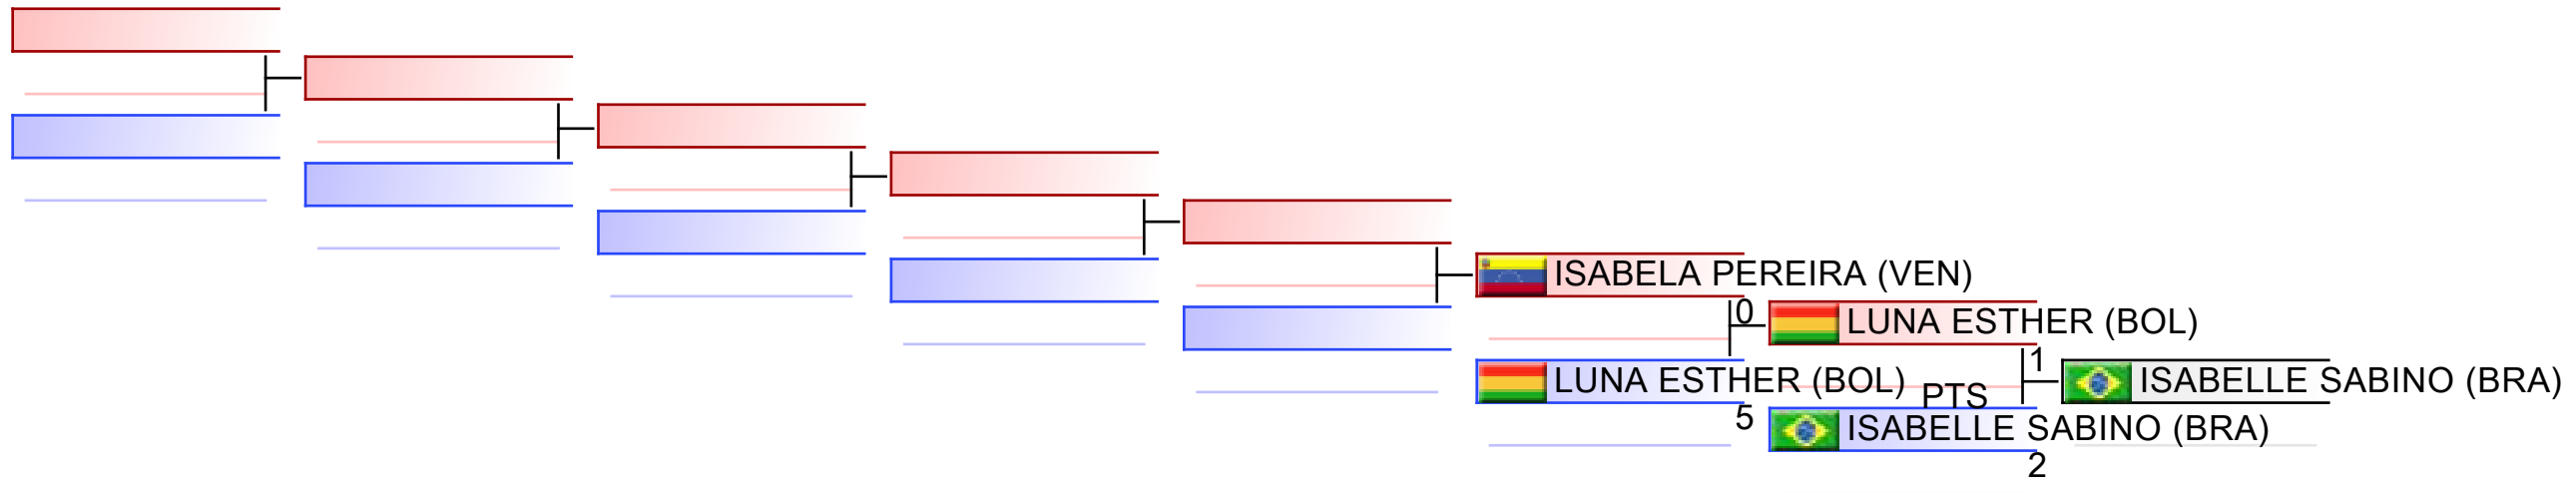 ISABELA PEREIRA (VEN)
0
LUNA ESTHER (BOL)
1
LUNA ESTHER (BOL)
PTS
ISABELLE SABINO (BRA)
5
ISABELLE SABINO (BRA)
2